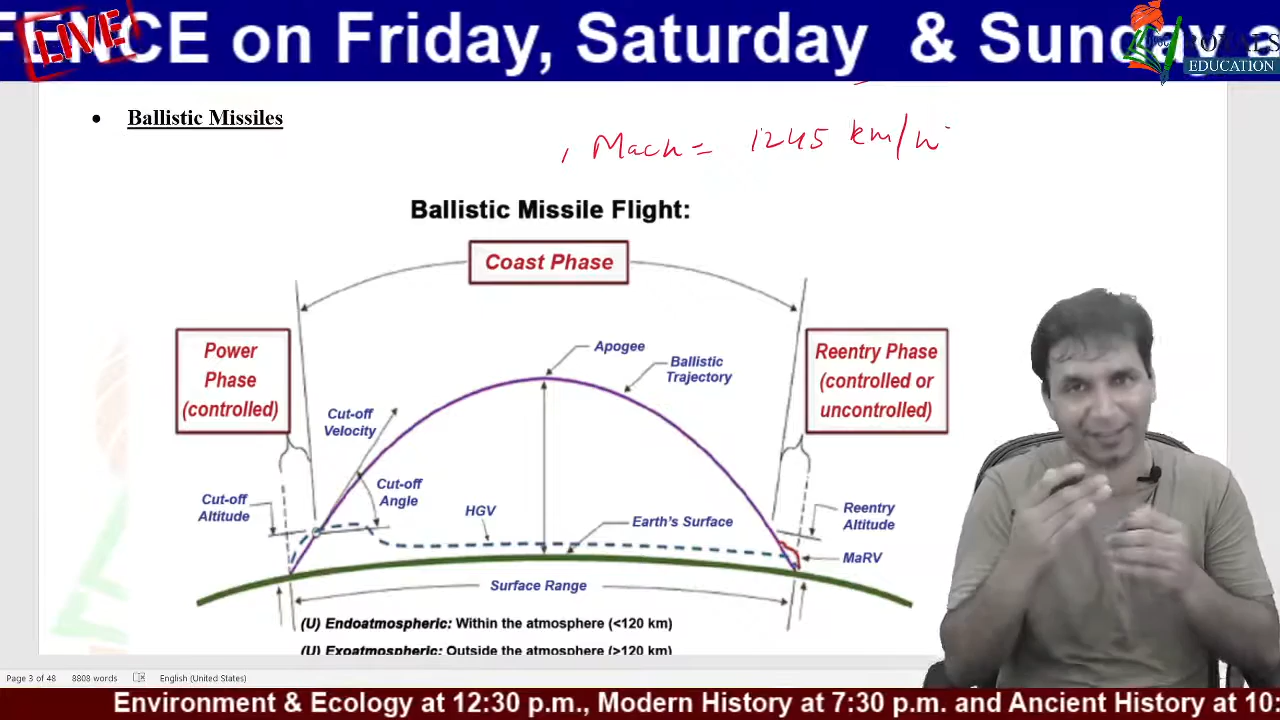 FENCE on Friday, Saturday & Sunday
LIVE
EDUCATION
• Ballistic Missiles
, Mach = 1245 km/h
Ballistic Missile Flight:
Coast Phase
Power
Phase
(controlled)
Reentry Phase
(controlled or
uncontrolled)
Apogee
Ballistic
Trajectory
Cut-off
Velocity
Cut-off
Angle
Cut-off
Altitude
HGV
Earth's Surface
Reentry
Altitude
MaRV
Surface Range
(U) Endoatmospheric: Within the atmosphere (<120 km)
(U) Exoatmospheric: Outside the atmosphere (>120 km)
Page 3 of 48 8808 words English (United States)
Environment & Ecology at 12:30 p.m., Modern History at 7:30 p.m. and Ancient History at 10: